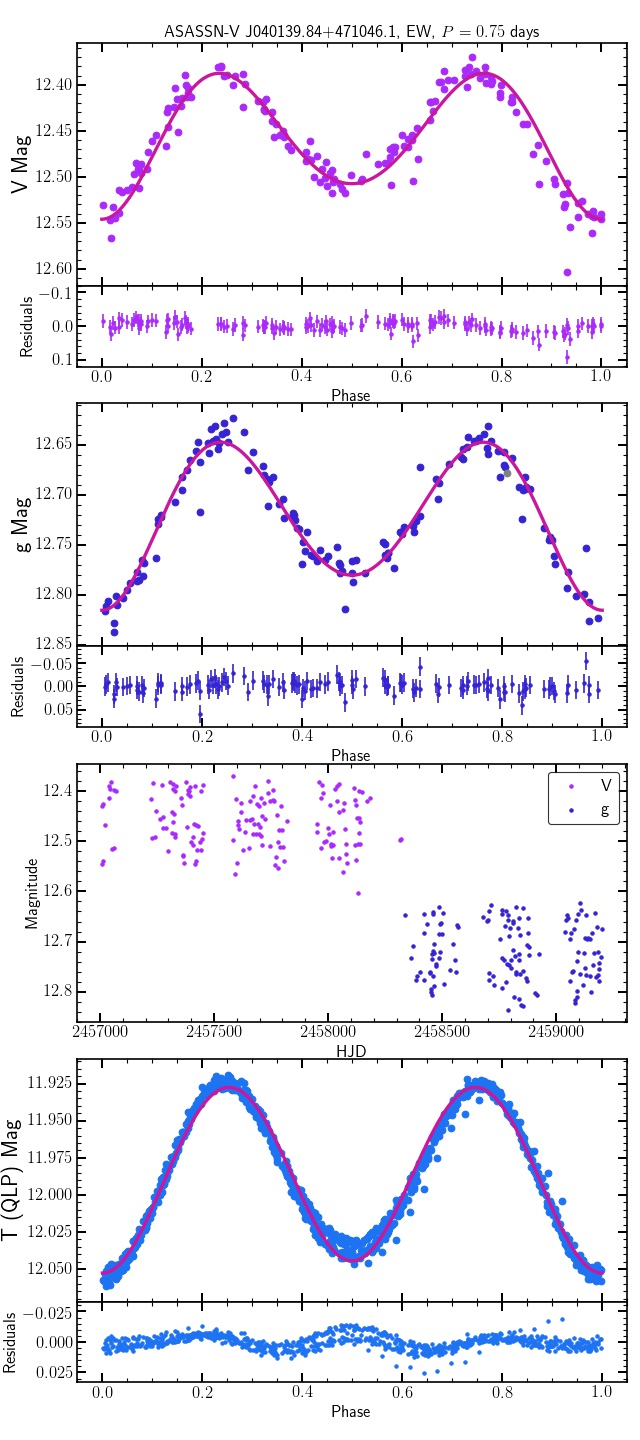 ASASSN-V J040139.84+471046.1, EW, P = 0.75 days
V Mag
12.40
12.45
12.50
12.55
12.60
Residuals
−0.1
0.0
0.1
0.0 0.2 0.4 0.6 0.8 1.0
Phase
g Mag
12.65
12.70
12.75
12.80
12.85
Residuals
−0.05
0.00
0.05
0.0 0.2 0.4 0.6 0.8 1.0
Phase
Magnitude
12.4
12.5
12.6
12.7
12.8
V
g
2457000 2457500 2458000 2458500 2459000
HJD
T (QLP) Mag
11.925
11.950
11.975
12.000
12.025
12.050
Residuals
−0.025
0.000
0.025
0.0 0.2 0.4 0.6 0.8 1.0
Phase